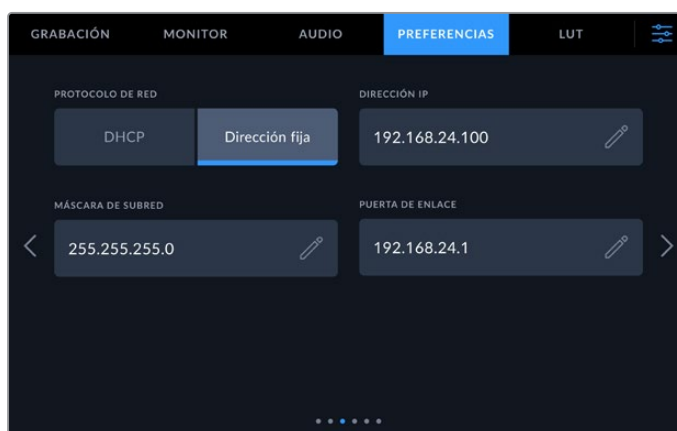 GRABACIÓN MONITOR AUDIO PREFERENCIAS LUT
PROTOCOLO DE RED
DHCP Dirección fija
DIRECCIÓN IP
192.168.24.100
MÁSCARA DE SUBRED
255.255.255.0
PUERTA DE ENLACE
192.168.24.1